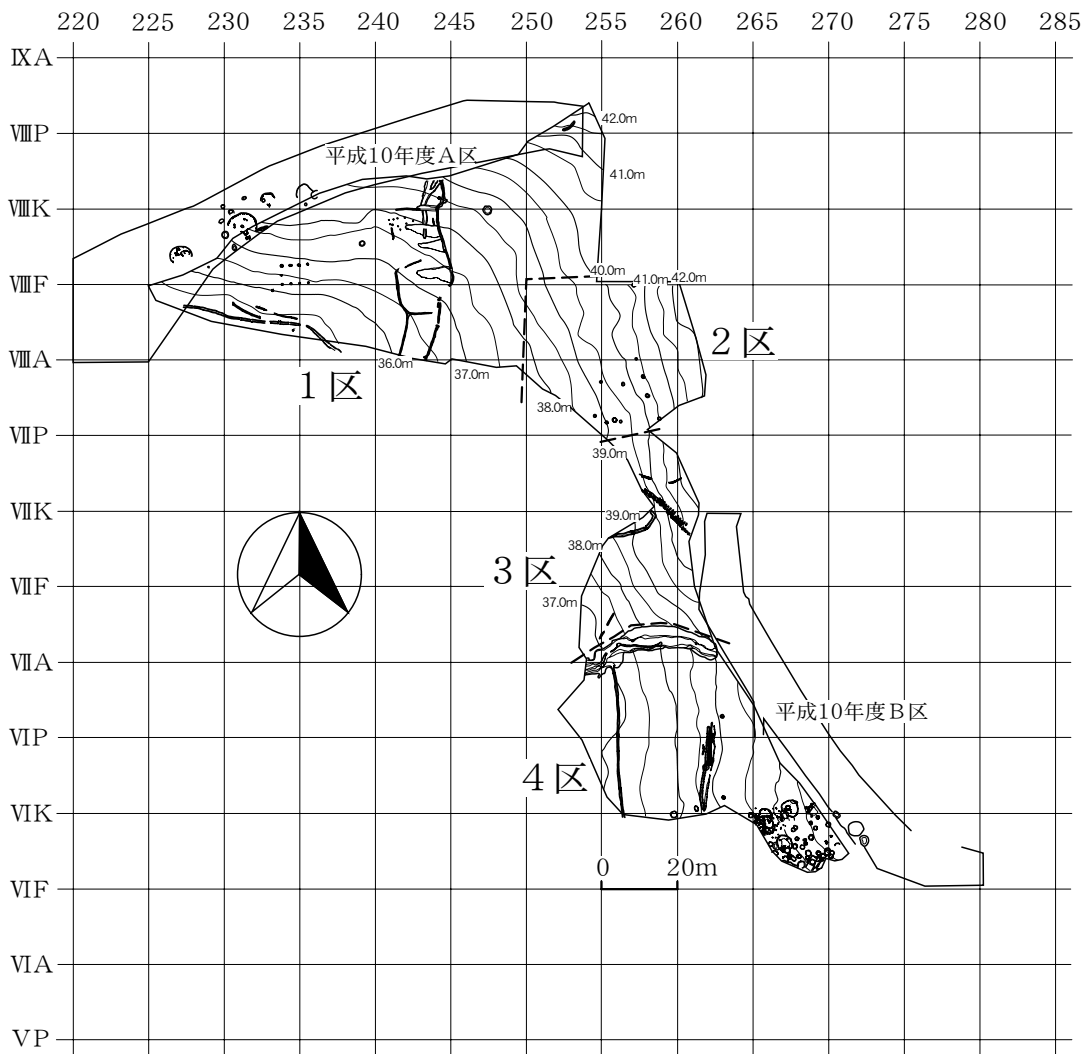 220 225 230 235 240 245 250 255 260 265 270 275 280 285
ⅨA
42.0m
ⅧP
平成10年度A区
41.0m
ⅧK
40.0m
41.0m
42.0m
ⅧF
2区
ⅧA
36.0m
37.0m
1区
38.0m
ⅦP
39.0m
ⅦK
39.0m
38.0m
3区
ⅦF
37.0m
ⅦA
平成10年度B区
ⅥP
4区
ⅥK
0 20m
ⅥF
ⅥA
ⅤP